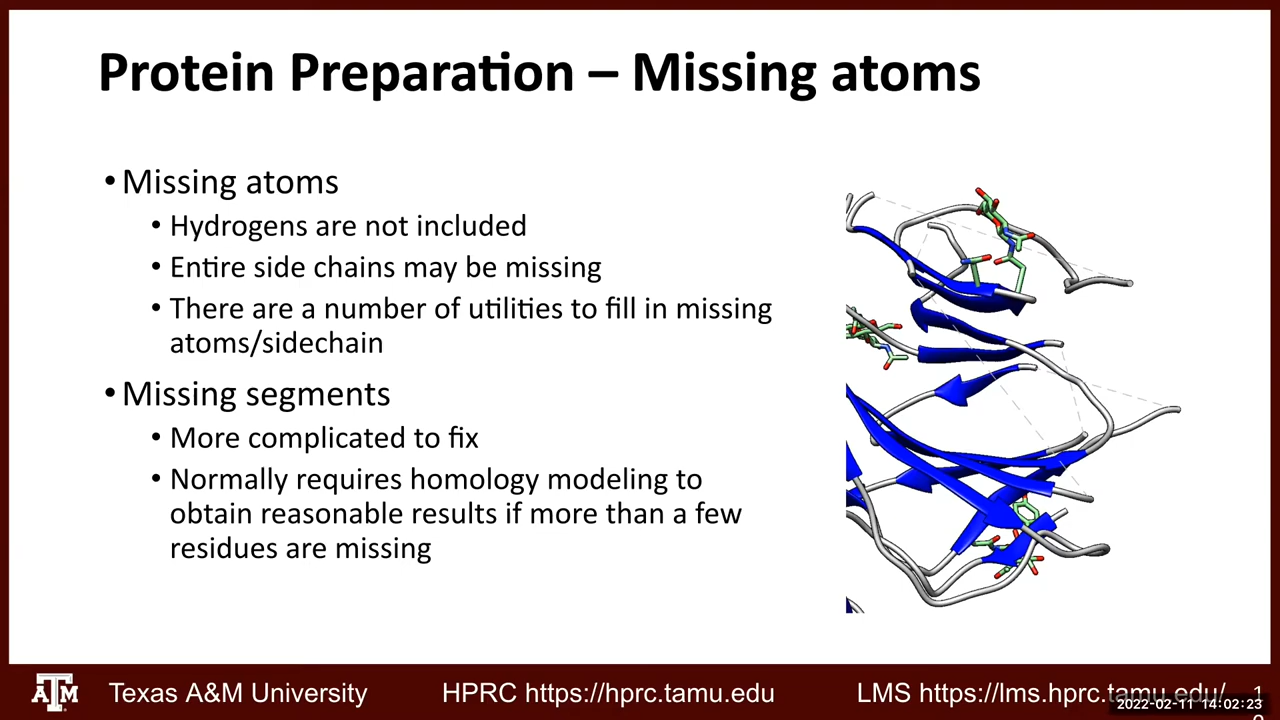 Protein Preparation – Missing atoms
• Missing atoms
• Hydrogens are not included
• Entire side chains may be missing
• There are a number of utilities to fill in missing
atoms/sidechain
• Missing segments
• More complicated to fix
• Normally requires homology modeling to
obtain reasonable results if more than a few
residues are missing
ATM Texas A&M University HPRC https://hprc.tamu.edu LMS https://lms.hprc.tamu.edu/ 1
2022-02-11 14:02:23